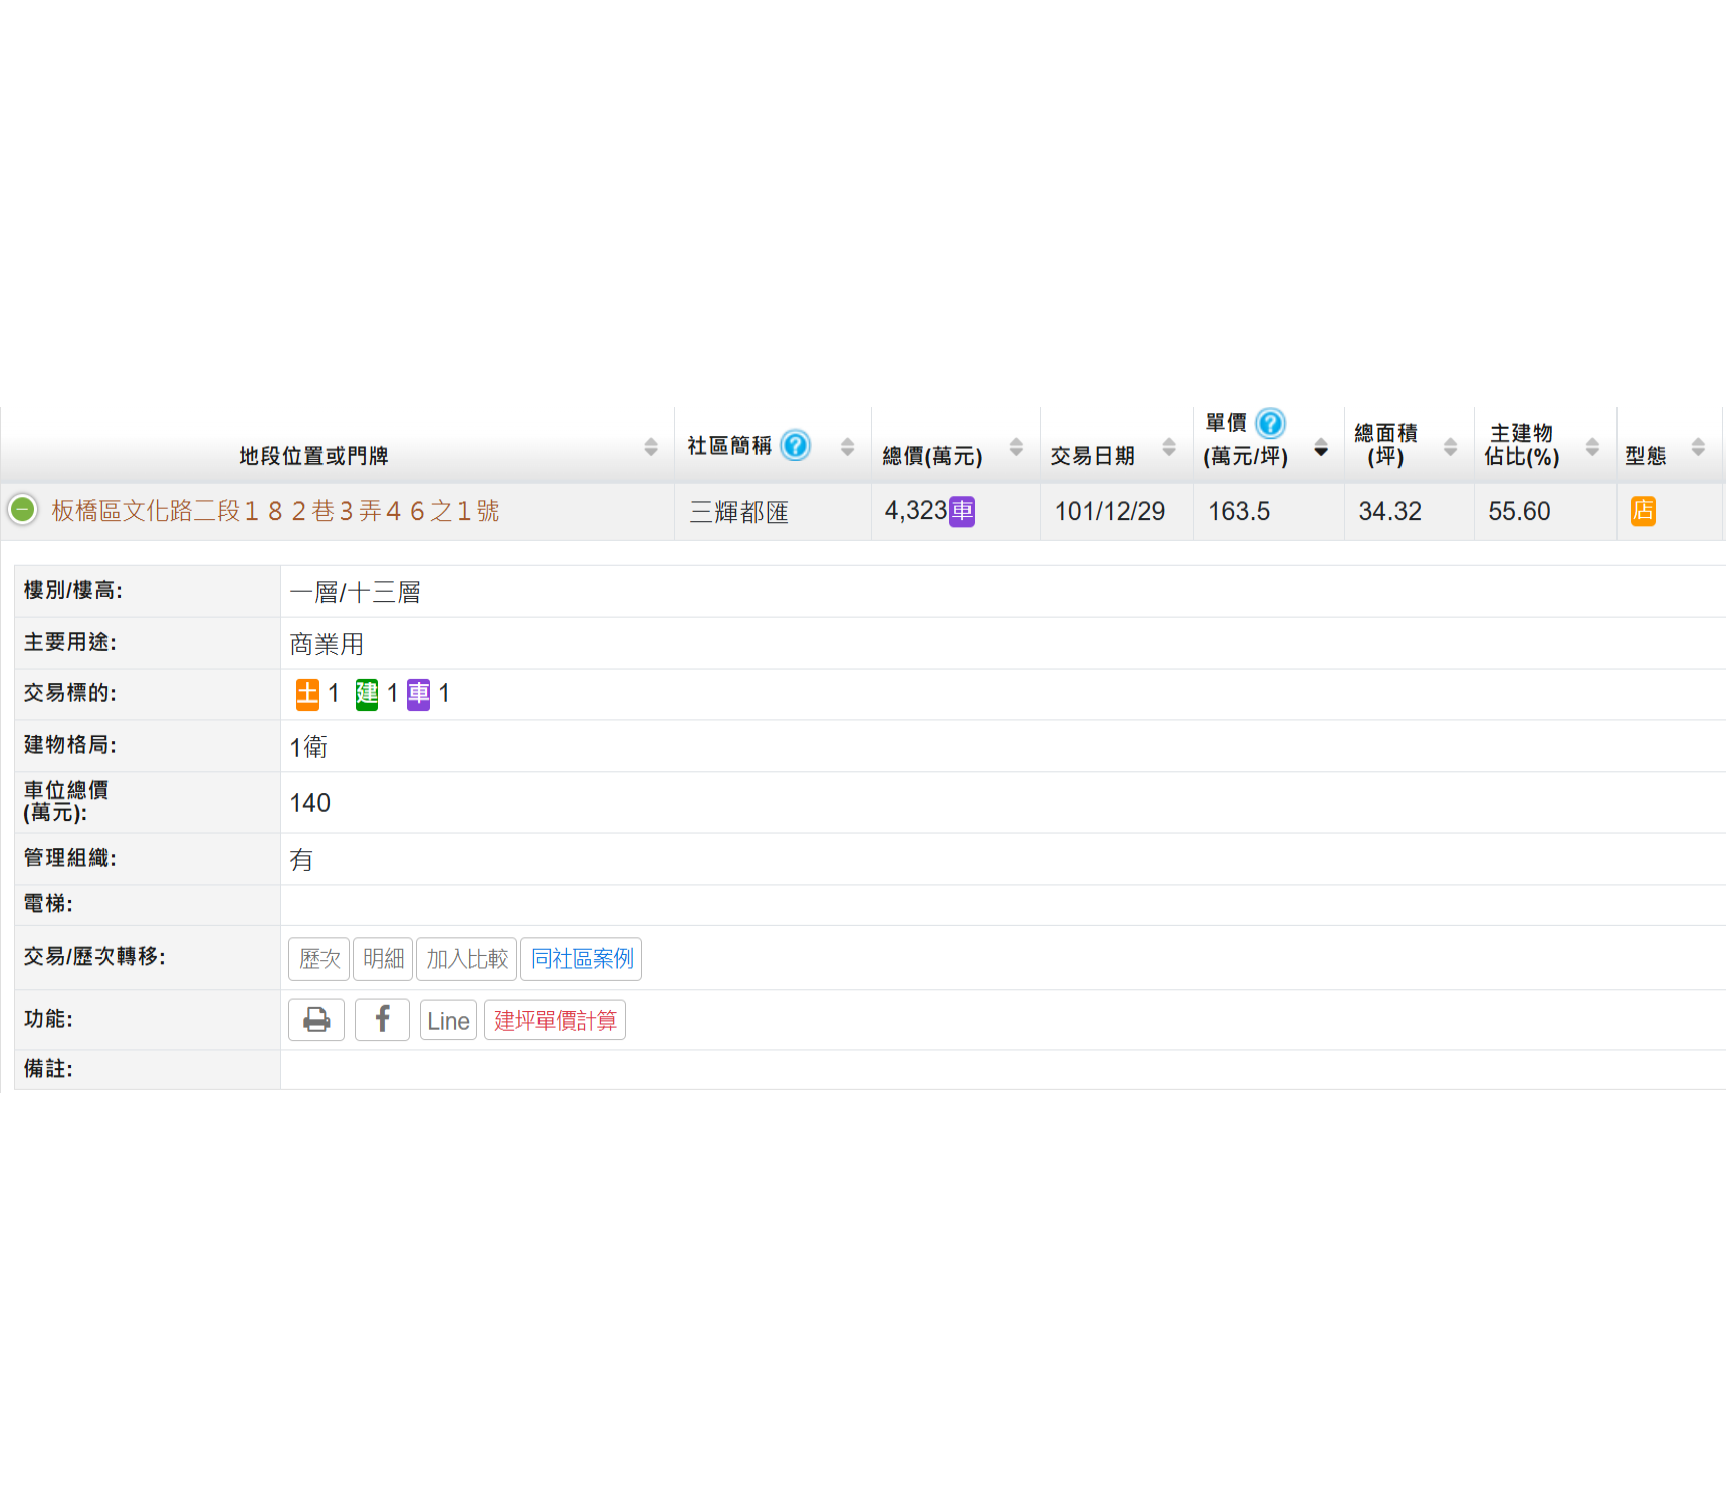 地段位置或門牌
社區簡稱 ?
總價(萬元)
交易日期
單價 ?
(萬元/坪)
總面積
(坪)
主建物
佔比(%)
型態
板橋區文化路二段１８２巷３弄４６之１號
三輝都匯
4,323車
101/12/29
163.5
34.32
55.60
店
樓別/樓高:
一層/十三層
主要用途:
商業用
交易標的:
土 1 建 1 車 1
建物格局:
1衛
車位總價
(萬元):
140
管理組織:
有
電梯:
交易/歷次轉移:
歷次 明細 加入比較 同社區案例
功能:
f Line 建坪單價計算
備註: